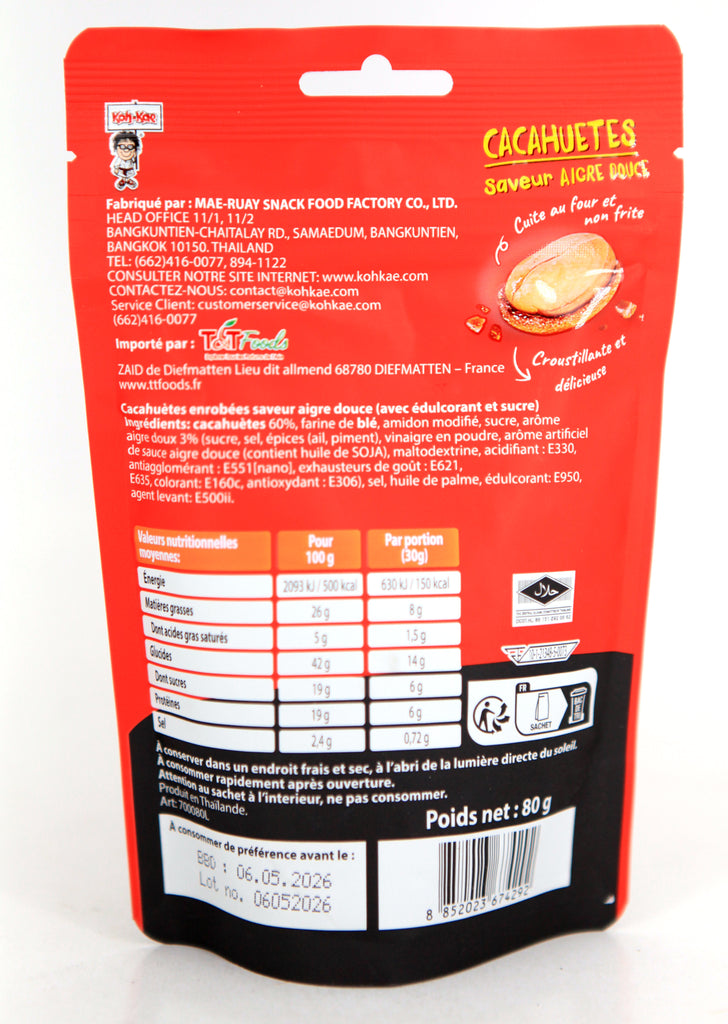 Koh-Kae
CACAHUETES
saveur AIGRE DOUCE
Cuite au four et
non frite
Fabriqué par : MAE-RUAY SNACK FOOD FACTORY CO., LTD.
HEAD OFFICE 11/1, 11/2
BANGKUNTIEN-CHAITALAY RD., SAMAEDUM, BANGKUNTIEN,
BANGKOK 10150. THAILAND
TEL: (662)416-0077, 894-1122
CONSULTER NOTRE SITE INTERNET: www.kohkae.com
CONTACTEZ-NOUS: contact@kohkae.com
Service Client: customerservice@kohkae.com
(662)416-0077
Importé par : T&T Foods
ZAID de Diefmatten Lieu dit allmend 68780 DIEFMATTEN – France
www.ttfoods.fr
Croustillante et
délicieuse
Cacahuètes enrobées saveur aigre douce (avec édulcorant et sucre)
Ingrédients: cacahuètes 60%, farine de blé, amidon modifié, sucre, arôme
aigre doux 3% (sucre, sel, épices (ail, piment), vinaigre en poudre, arôme artificiel
de sauce aigre douce (contient huile de SOJA), maltodextrine, acidifiant : E330,
antiagglomérant : E551[nano], exhausteurs de goût : E621,
E635, colorant: E160c, antioxydant : E306), sel, huile de palme, édulcorant: E950,
agent levant: E500ii.
Valeurs nutritionnelles moyennes: Pour 100 g Par portion (30g)
Énergie 2093 kJ / 500 kcal 630 kJ / 150 kcal
Matières grasses 26 g 8 g
Dont acides gras saturés 5 g 1,5 g
Glucides 42 g 14 g
Dont sucres 19 g 6 g
Protéines 19 g 6 g
Sel 2,4 g 0,72 g
حلال
FR
SACHET
BAC DE TRI
À conserver dans un endroit frais et sec, à l'abri de la lumière directe du soleil.
À consommer rapidement après ouverture.
Attention au sachet à l'interieur, ne pas consommer.
Produit en Thaïlande.
Art: 700080L
Poids net : 80 g
À consommer de préférence avant le :
BBD : 06.05.2026
Lot no. 06052026
8 852023 674292